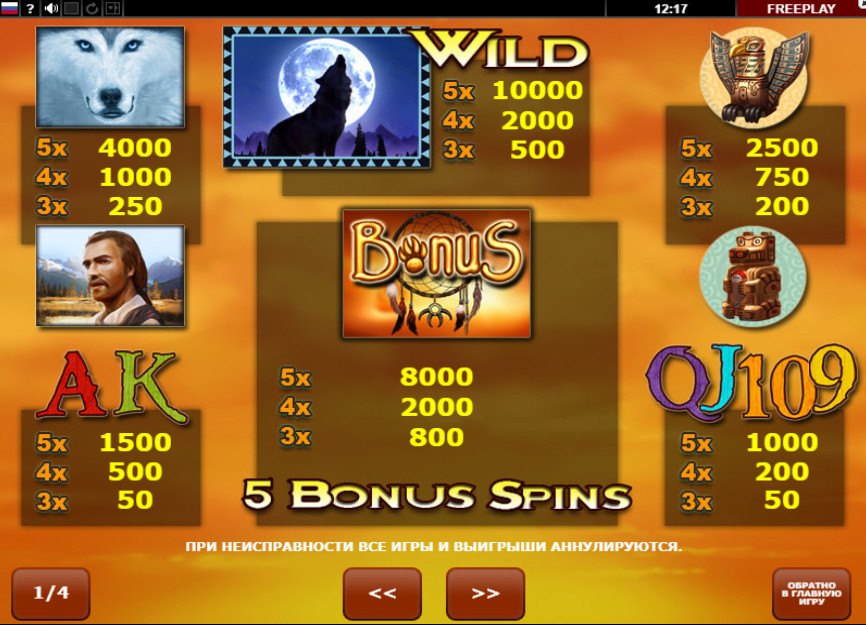 ? 12:17 FREEPLAY
WILD
5x 10000
4x 2000
3x 500
5x 4000
4x 1000
3x 250
5x 2500
4x 750
3x 200
BONUS
5x 8000
4x 2000
3x 800
5 BONUS SPINS
AK
5x 1500
4x 500
3x 50
QJ109
5x 1000
4x 200
3x 50
ПРИ НЕИСПРАВНОСТИ ВСЕ ИГРЫ И ВЫИГРЫШИ АННУЛИРУЮТСЯ.
1/4
<<
>>
ОБРАТНО
В ГЛАВНУЮ
ИГРУ